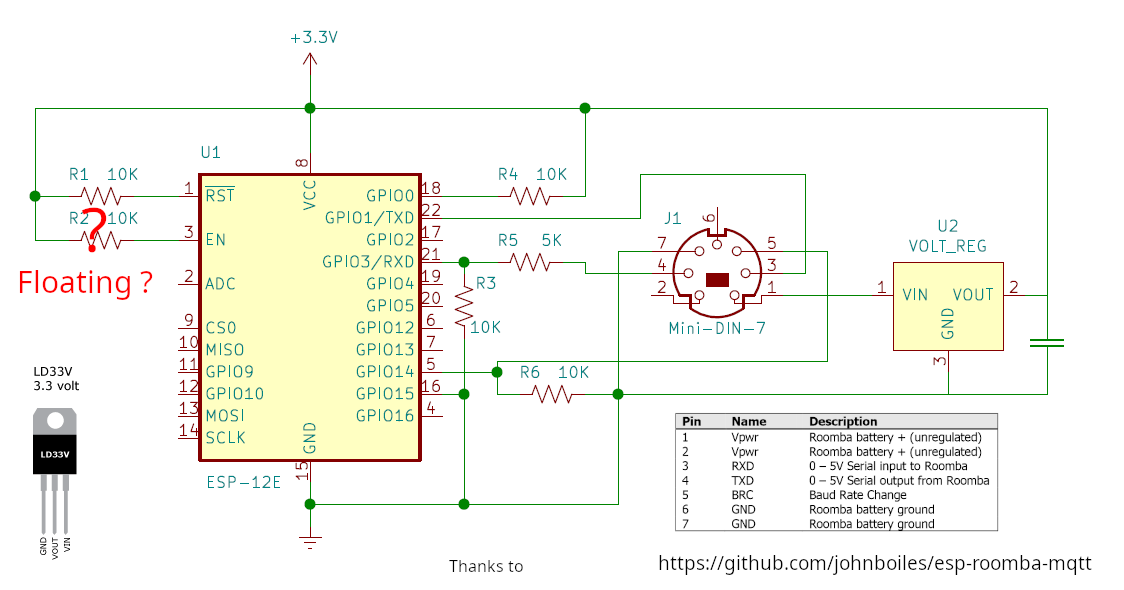 +3.3V
U1
R1 10K
R2 10K
?
Floating ?
1 RST
3 EN
2 ADC
9 CS0
10 MISO
11 GPIO9
12 GPIO10
13 MOSI
14 SCLK
8
VCC
GPIO0 18
GPIO1/TXD 22
GPIO2 17
GPIO3/RXD 21
GPIO4 19
GPIO5 20
GPIO12 6
GPIO13 7
GPIO14 5
GPIO15 16
GPIO16 4
GND
15
ESP-12E
R4 10K
R5 5K
R3
10K
R6 10K
J1
6
7 5
4 3
2 1
Mini-DIN-7
U2
VOLT_REG
1 VIN VOUT 2
GND
3
LD33V
3.3 volt
LD33V
GND
VOUT
VIN
Pin Name Description
1 Vpwr Roomba battery + (unregulated)
2 Vpwr Roomba battery + (unregulated)
3 RXD 0 – 5V Serial input to Roomba
4 TXD 0 – 5V Serial output from Roomba
5 BRC Baud Rate Change
6 GND Roomba battery ground
7 GND Roomba battery ground
Thanks to
https://github.com/johnboiles/esp-roomba-mqtt